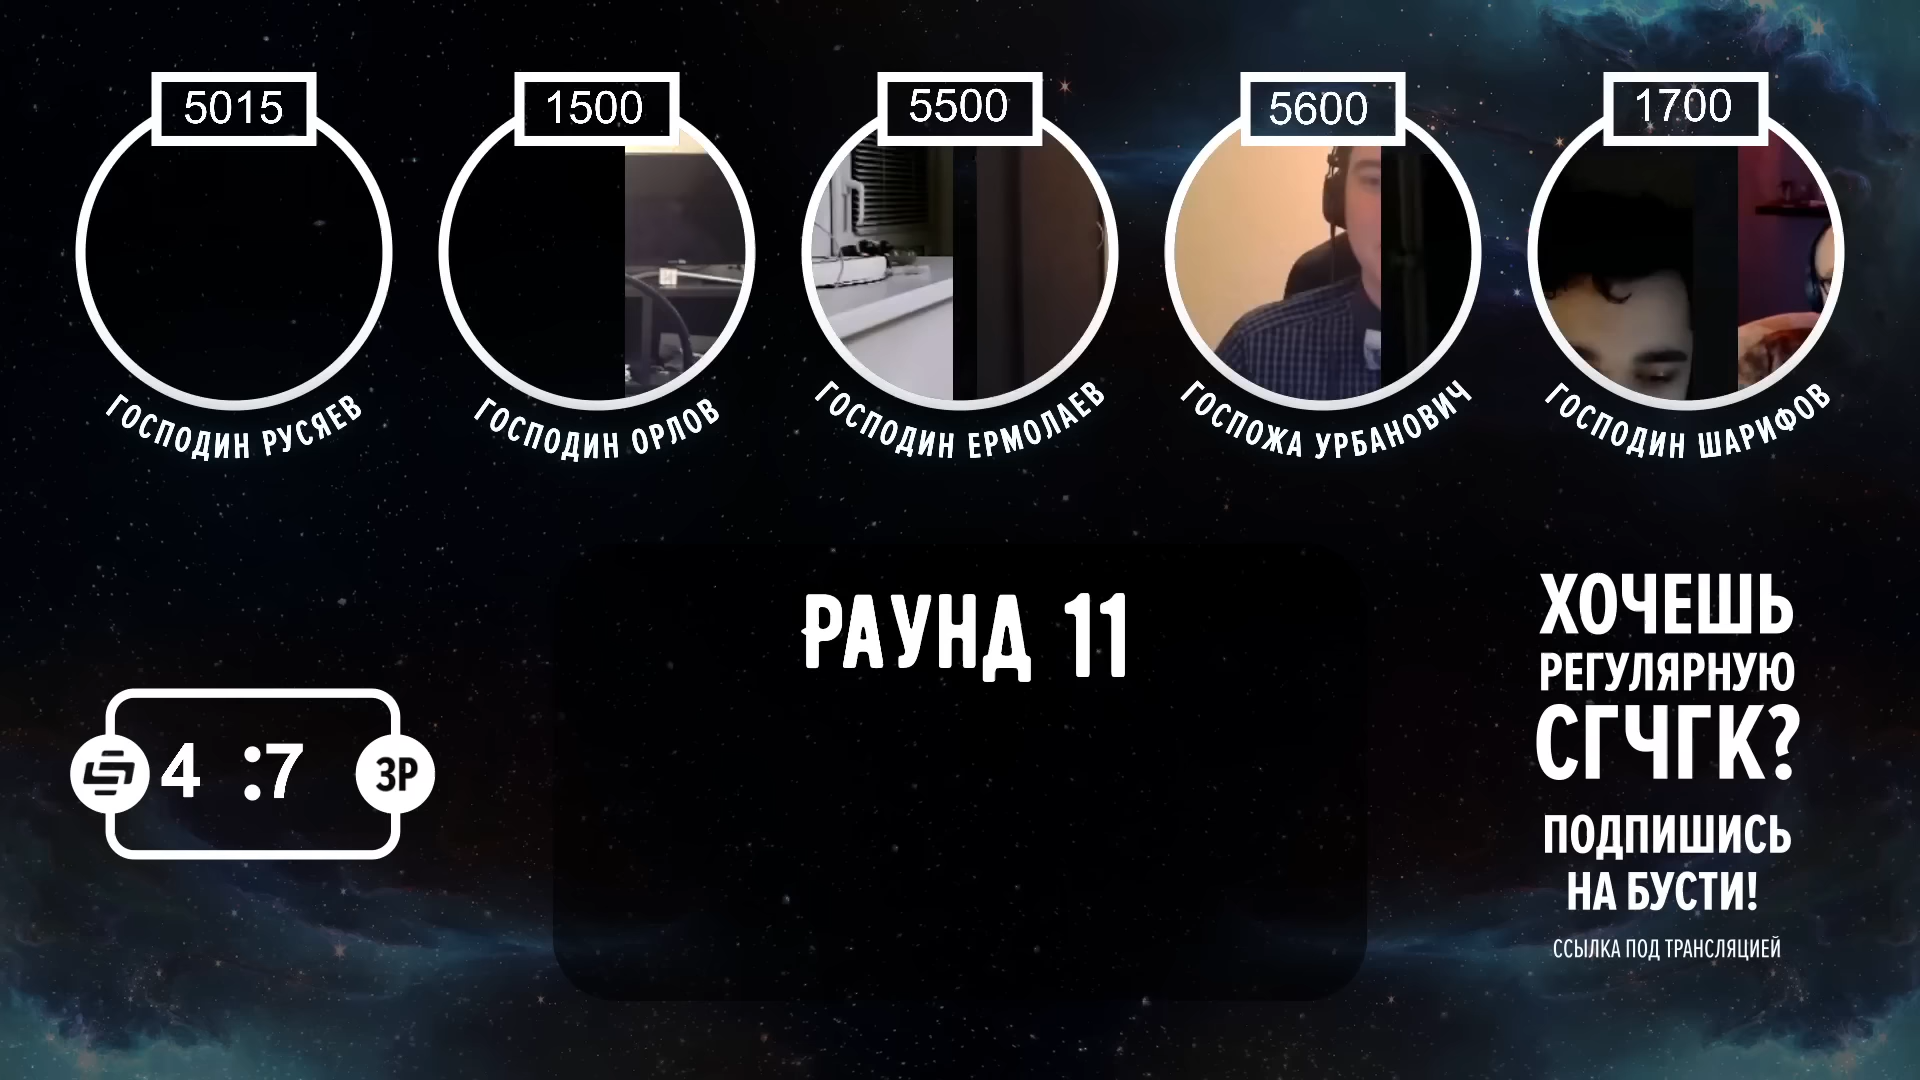 5015
1500
5500
5600
1700
ГОСПОДИН РУСЯЕВ
ГОСПОДИН ОРЛОВ
ГОСПОДИН ЕРМОЛАЕВ
ГОСПОЖА УРБАНОВИЧ
ГОСПОДИН ШАРИФОВ
РАУНД 11
4 :7 ЗР
ХОЧЕШЬ
РЕГУЛЯРНУЮ
СГЧГК?
ПОДПИШИСЬ
НА БУСТИ!
ССЫЛКА ПОД ТРАНСЛЯЦИЕЙ